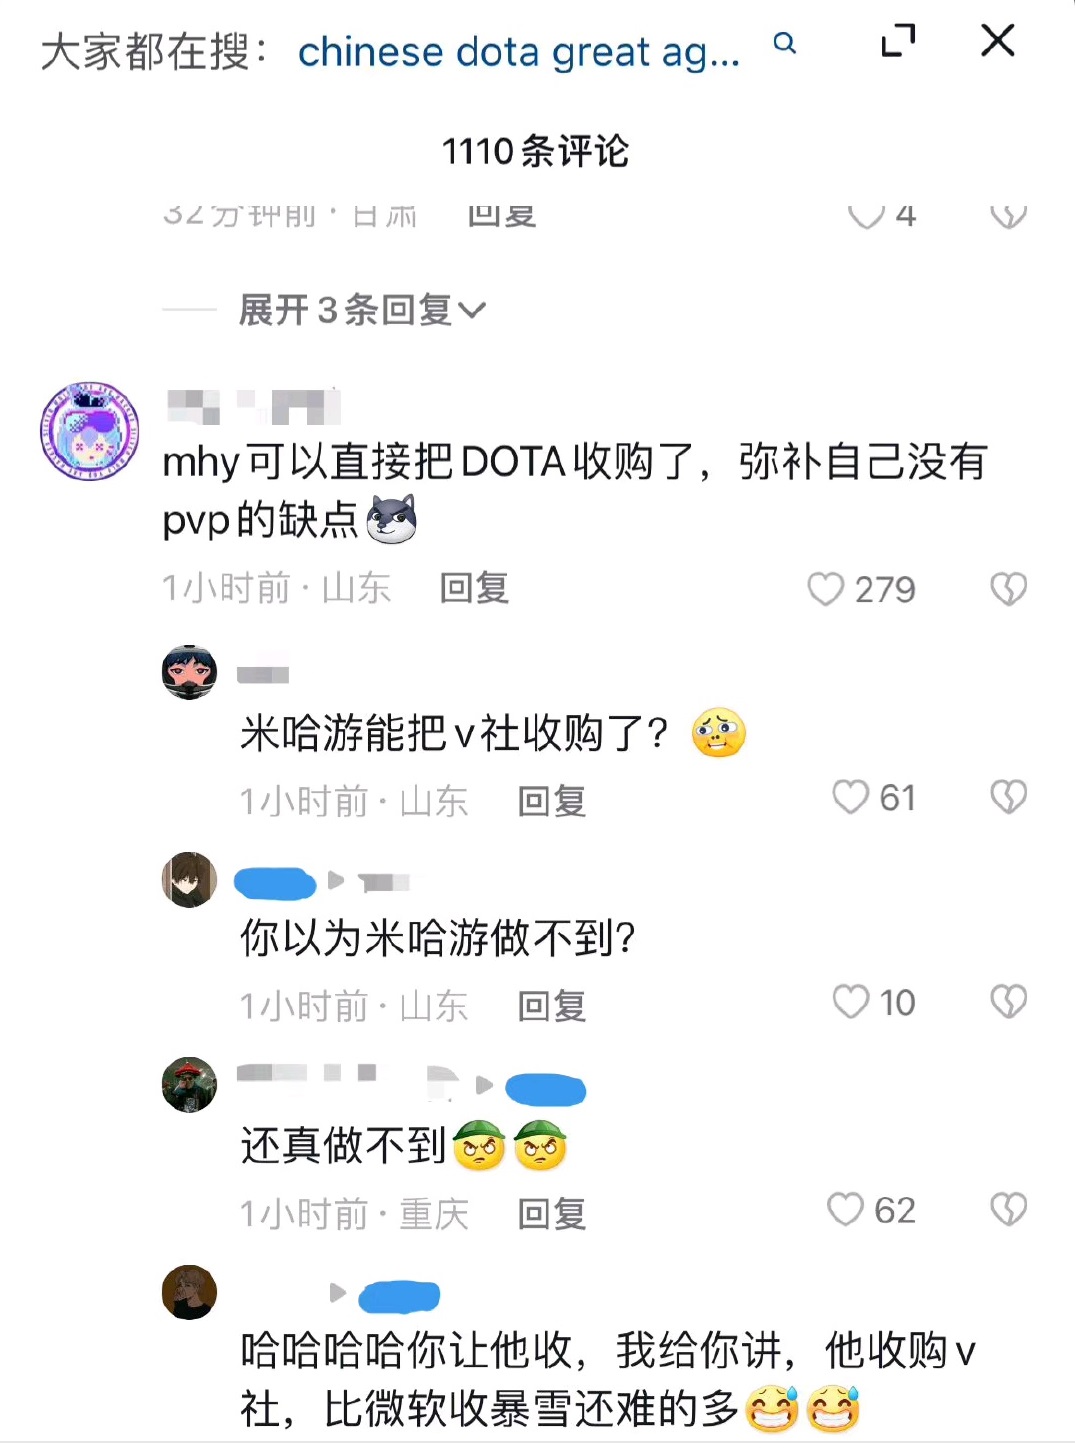 大家都在搜： chinese dota great ag...
1110条评论
32分钟前 · 甘肃 回复 4
展开3条回复
mhy可以直接把DOTA收购了，弥补自己没有
pvp的缺点
1小时前 · 山东 回复 279
米哈游能把v社收购了？
1小时前 · 山东 回复 61
你以为米哈游做不到？
1小时前 · 山东 回复 10
还真做不到
1小时前 · 重庆 回复 62
哈哈哈哈你让他收，我给你讲，他收购v
社，比微软收暴雪还难的多